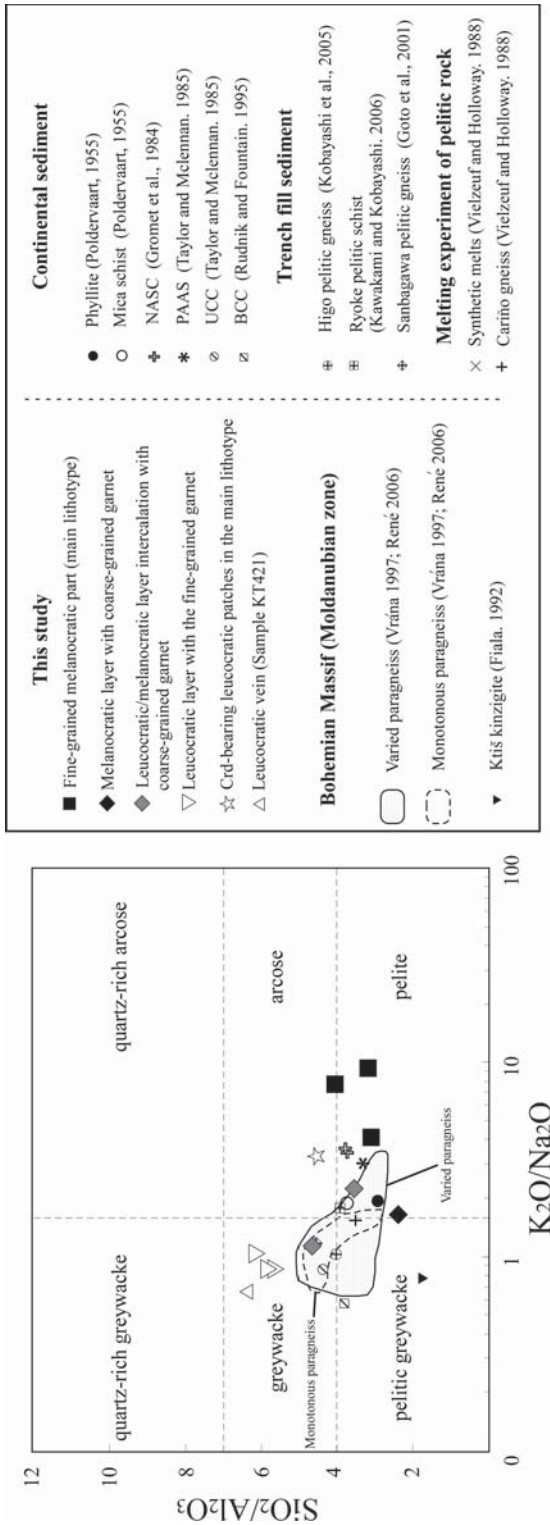 12
10
8
6
4
2
0
SiO₂/Al₂O₃
quartz-rich greywacke
quartz-rich arcose
greywacke
arcose
Monotonous paragneiss
pelitic greywacke
pelite
Varied paragneiss
0
1
10
100
K₂O/Na₂O
This study
Fine-grained melanocratic part (main lithotype)
Melanocratic layer with coarse-grained garnet
Leucocratic/melanocratic layer intercalation with
coarse-grained garnet
Leucocratic layer with the fine-grained garnet
Crd-bearing leucocratic patches in the main lithotype
Leucocratic vein (Sample KT421)
Bohemian Massif (Moldanubian zone)
Varied paragneiss (Vrána 1997; René 2006)
Monotonous paragneiss (Vrána 1997; René 2006)
Ktiš kinzigite (Fiala. 1992)
Continental sediment
Phyllite (Poldervaart, 1955)
Mica schist (Poldervaart, 1955)
NASC (Gromet et al., 1984)
PAAS (Taylor and Mclennan. 1985)
UCC (Taylor and Mclennen. 1985)
BCC (Rudnik and Fountain. 1995)
Trench fill sediment
Higo pelitic gneiss (Kobayashi et al., 2005)
Ryoke pelitic schist
(Kawakami and Kobayashi. 2006)
Sanbagawa pelitic gneiss (Goto et al., 2001)
Melting experiment of pelitic rock
Synthetic melts (Vielzeuf and Holloway. 1988)
Cariño gneiss (Vielzeuf and Holloway. 1988)